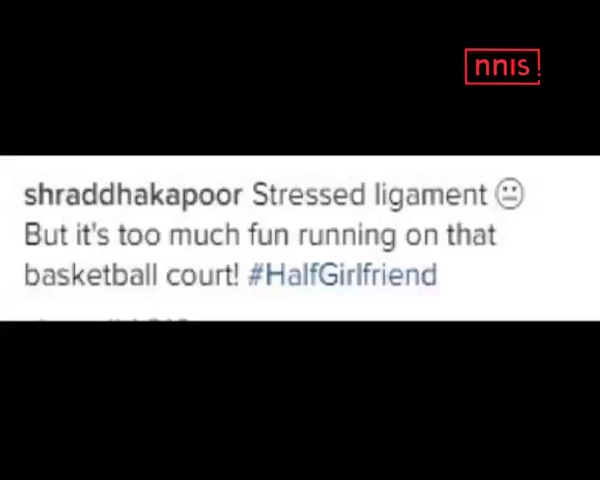 nnis
shraddhakapoor Stressed ligament 😐
But it's too much fun running on that
basketball court! #HalfGirlfriend